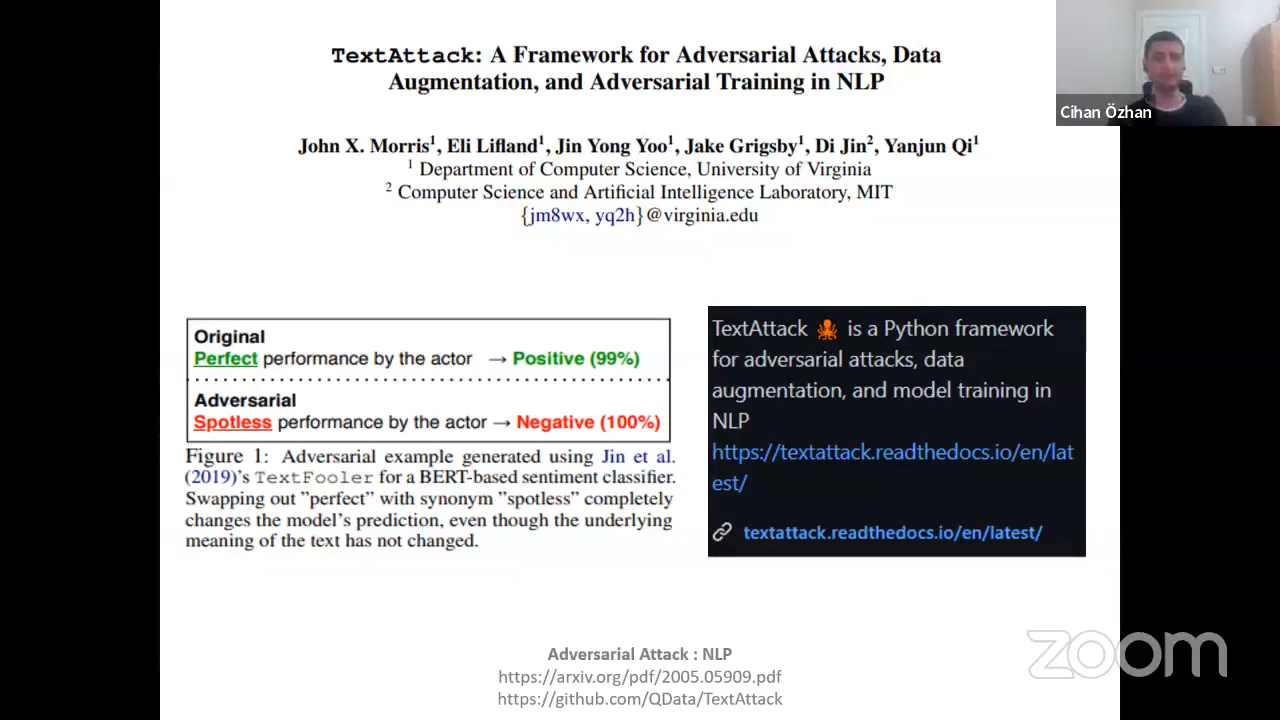 TextAttack: A Framework for Adversarial Attacks, Data
Augmentation, and Adversarial Training in NLP
John X. Morris1, Eli Lifland1, Jin Yong Yoo1, Jake Grigsby1, Di Jin2, Yanjun Qi1
1 Department of Computer Science, University of Virginia
2 Computer Science and Artificial Intelligence Laboratory, MIT
{jm8wx, yq2h}@virginia.edu
Cihan Özhan
Original
Perfect performance by the actor → Positive (99%)
Adversarial
Spotless performance by the actor → Negative (100%)
Figure 1: Adversarial example generated using Jin et al.
(2019)'s TextFooler for a BERT-based sentiment classifier.
Swapping out "perfect" with synonym "spotless" completely
changes the model's prediction, even though the underlying
meaning of the text has not changed.
TextAttack 🐙 is a Python framework
for adversarial attacks, data
augmentation, and model training in
NLP
https://textattack.readthedocs.io/en/lat
est/
textattack.readthedocs.io/en/latest/
Adversarial Attack : NLP
https://arxiv.org/pdf/2005.05909.pdf
https://github.com/QData/TextAttack
zoom